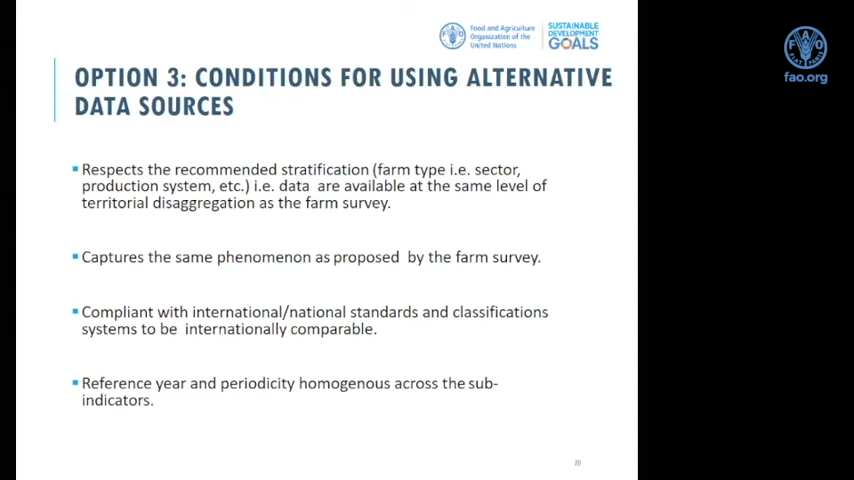 Food and Agriculture
Organization of the
United Nations
SUSTAINABLE
DEVELOPMENT
GOALS
FAO
FIAT PANIS
fao.org
OPTION 3: CONDITIONS FOR USING ALTERNATIVE
DATA SOURCES
Respects the recommended stratification (farm type i.e. sector,
production system, etc.) i.e. data are available at the same level of
territorial disaggregation as the farm survey.
Captures the same phenomenon as proposed by the farm survey.
Compliant with international/national standards and classifications
systems to be internationally comparable.
Reference year and periodicity homogenous across the sub-
indicators.
20